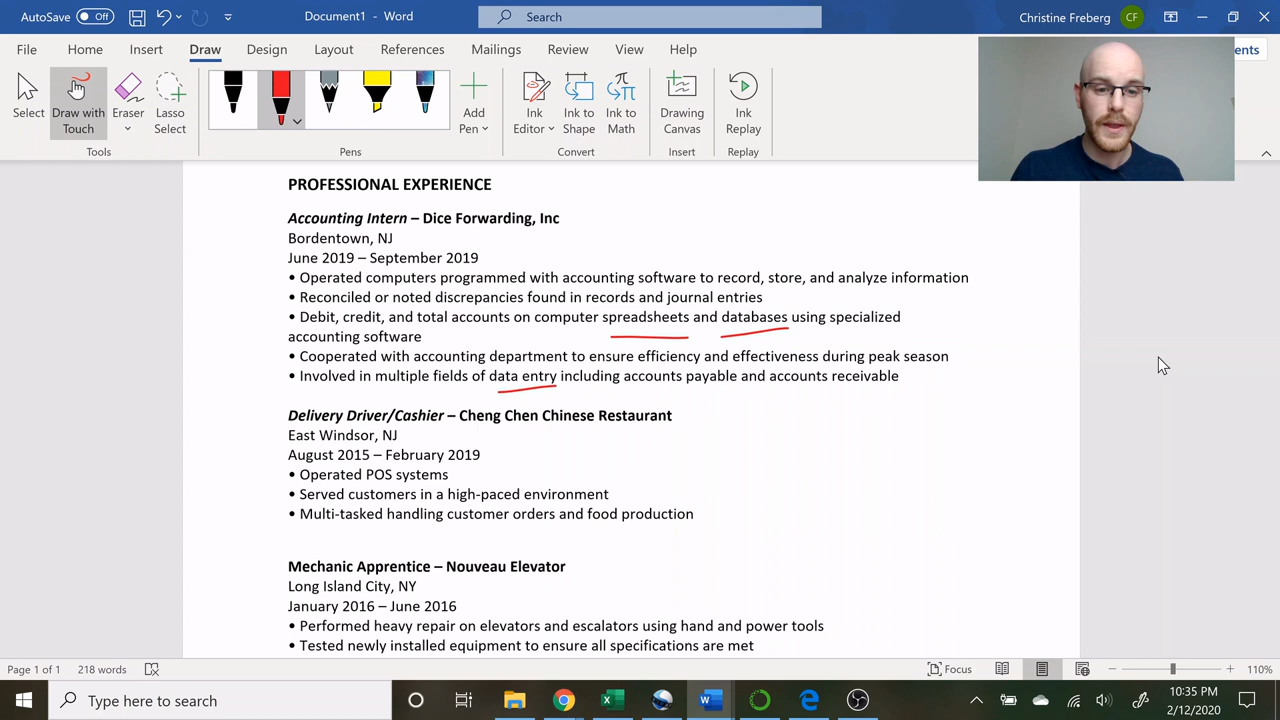 AutoSave Off Document1 - Word Search Christine Freberg CF
File Home Insert Draw Design Layout References Mailings Review View Help ents
Select Draw with Touch Eraser Lasso Select Add Pen Ink Editor Ink to Shape Ink to Math Drawing Canvas Ink Replay
Tools Pens Convert Insert Replay
PROFESSIONAL EXPERIENCE
Accounting Intern – Dice Forwarding, Inc
Bordentown, NJ
June 2019 – September 2019
• Operated computers programmed with accounting software to record, store, and analyze information
• Reconciled or noted discrepancies found in records and journal entries
• Debit, credit, and total accounts on computer spreadsheets and databases using specialized
accounting software
• Cooperated with accounting department to ensure efficiency and effectiveness during peak season
• Involved in multiple fields of data entry including accounts payable and accounts receivable
Delivery Driver/Cashier – Cheng Chen Chinese Restaurant
East Windsor, NJ
August 2015 – February 2019
• Operated POS systems
• Served customers in a high-paced environment
• Multi-tasked handling customer orders and food production
Mechanic Apprentice – Nouveau Elevator
Long Island City, NY
January 2016 – June 2016
• Performed heavy repair on elevators and escalators using hand and power tools
• Tested newly installed equipment to ensure all specifications are met
Page 1 of 1 218 words Focus 110%
Type here to search 10:35 PM
2/12/2020